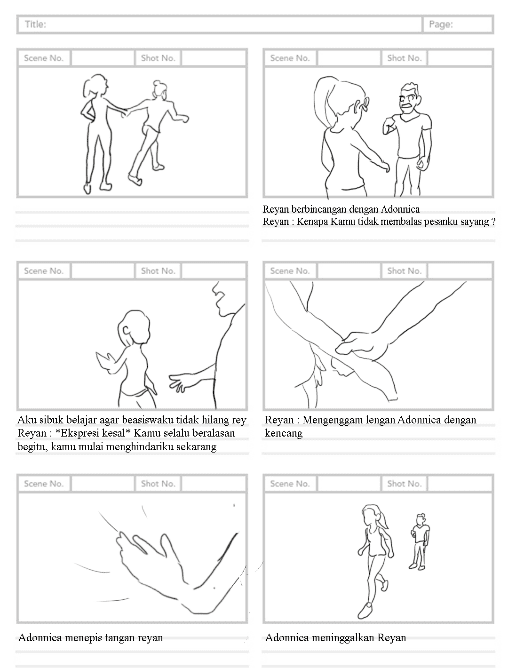 Title:
Page:
Scene No.
Shot No.
Scene No.
Shot No.
Reyan berbincangan dengan Adonnica
Reyan : Kenapa Kamu tidak membalas pesanku sayang ?
Scene No.
Shot No.
Scene No.
Shot No.
Aku sibuk belajar agar beasiswaku tidak hilang rey
Reyan : *Ekspresi kesal* Kamu selalu beralasan
begitu, kamu mulai menghindariku sekarang
Reyan : Mengenggam lengan Adonnica dengan
kencang
Scene No.
Shot No.
Scene No.
Shot No.
Adonnica menepis tangan reyan
Adonnica meninggalkan Reyan